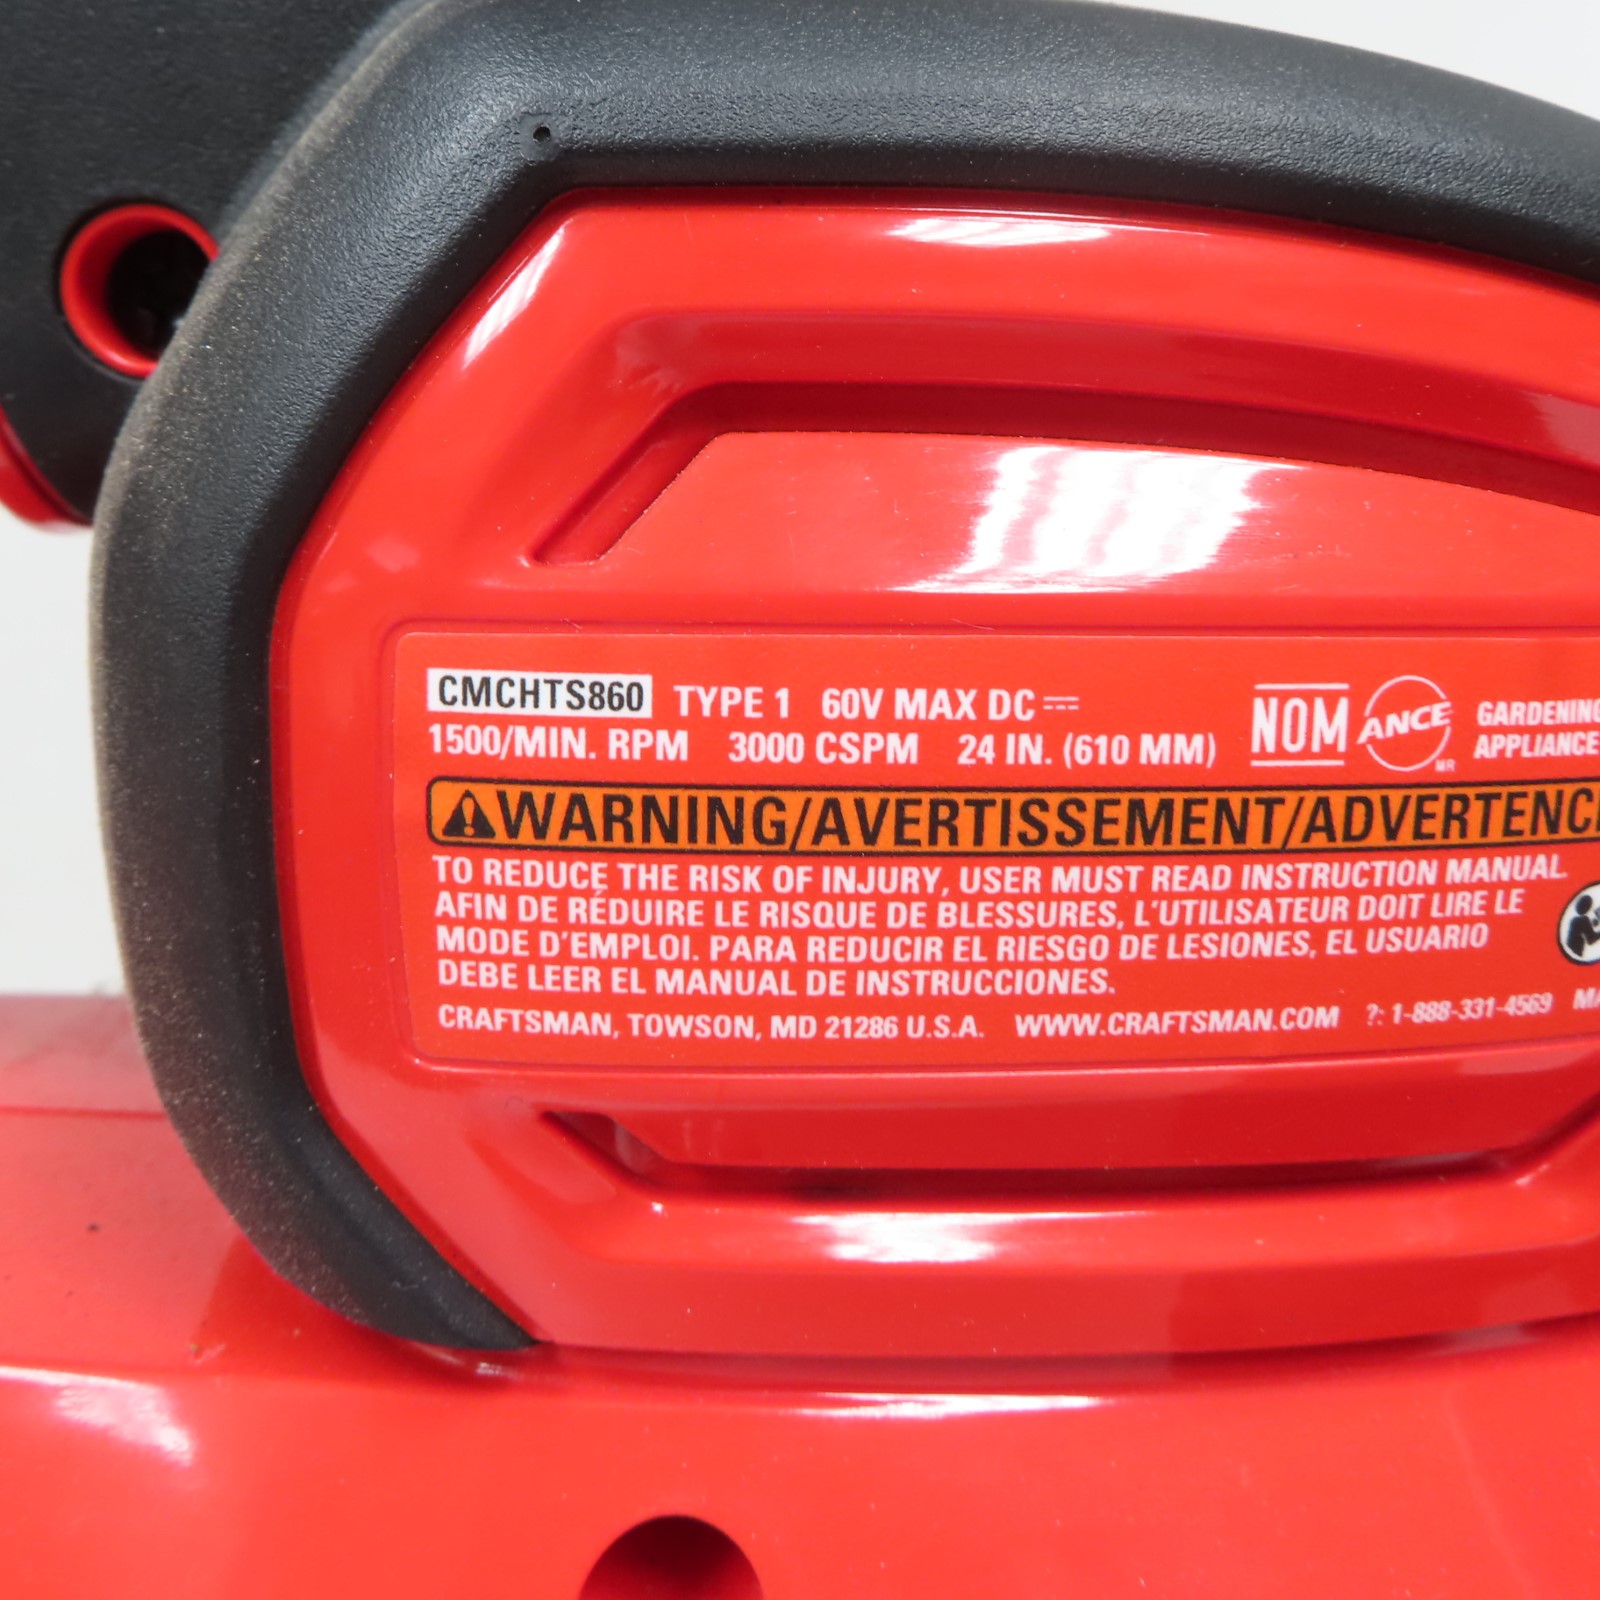 CMCHTS860 TYPE 1 60V MAX DC
1500/MIN. RPM 3000 CSPM 24 IN. (610 MM)
NOM ANCE MR
GARDENING
APPLIANCE
WARNING/AVERTISSEMENT/ADVERTENC
TO REDUCE THE RISK OF INJURY, USER MUST READ INSTRUCTION MANUAL.
AFIN DE RÉDUIRE LE RISQUE DE BLESSURES, L'UTILISATEUR DOIT LIRE LE
MODE D'EMPLOI. PARA REDUCIR EL RIESGO DE LESIONES, EL USUARIO
DEBE LEER EL MANUAL DE INSTRUCCIONES.
CRAFTSMAN, TOWSON, MD 21286 U.S.A. WWW.CRAFTSMAN.COM ?: 1-888-331-4569